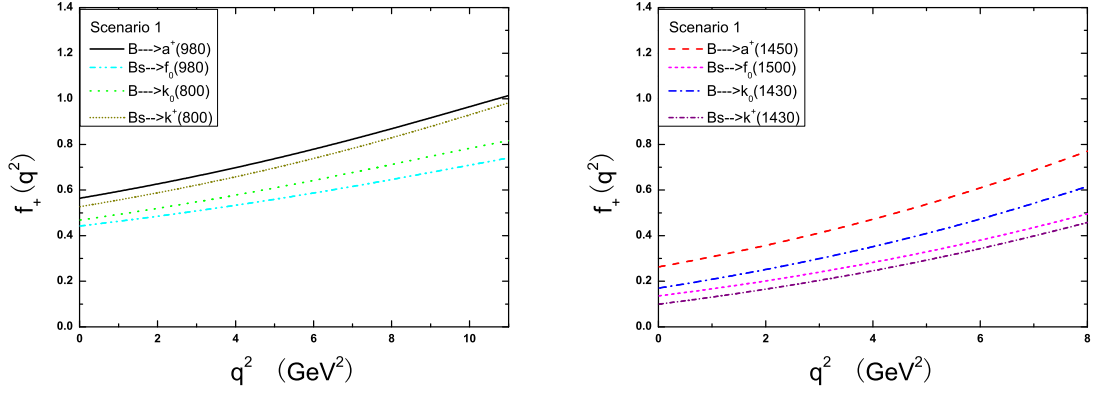 1.4
1.2
1.0
0.8
0.6
0.4
0.2
0.0
f₊(q²)
Scenario 1
B--->a⁺(980)
Bs-->f₀(980)
B--->k₀(800)
Bs-->k⁺(800)
0 2 4 6 8 10
q² (GeV²)
1.4
1.2
1.0
0.8
0.6
0.4
0.2
0.0
f₊(q²)
Scenario 1
B--->a⁺(1450)
Bs-->f₀(1500)
B--->k₀(1430)
Bs-->k⁺(1430)
0 2 4 6 8
q² (GeV²)